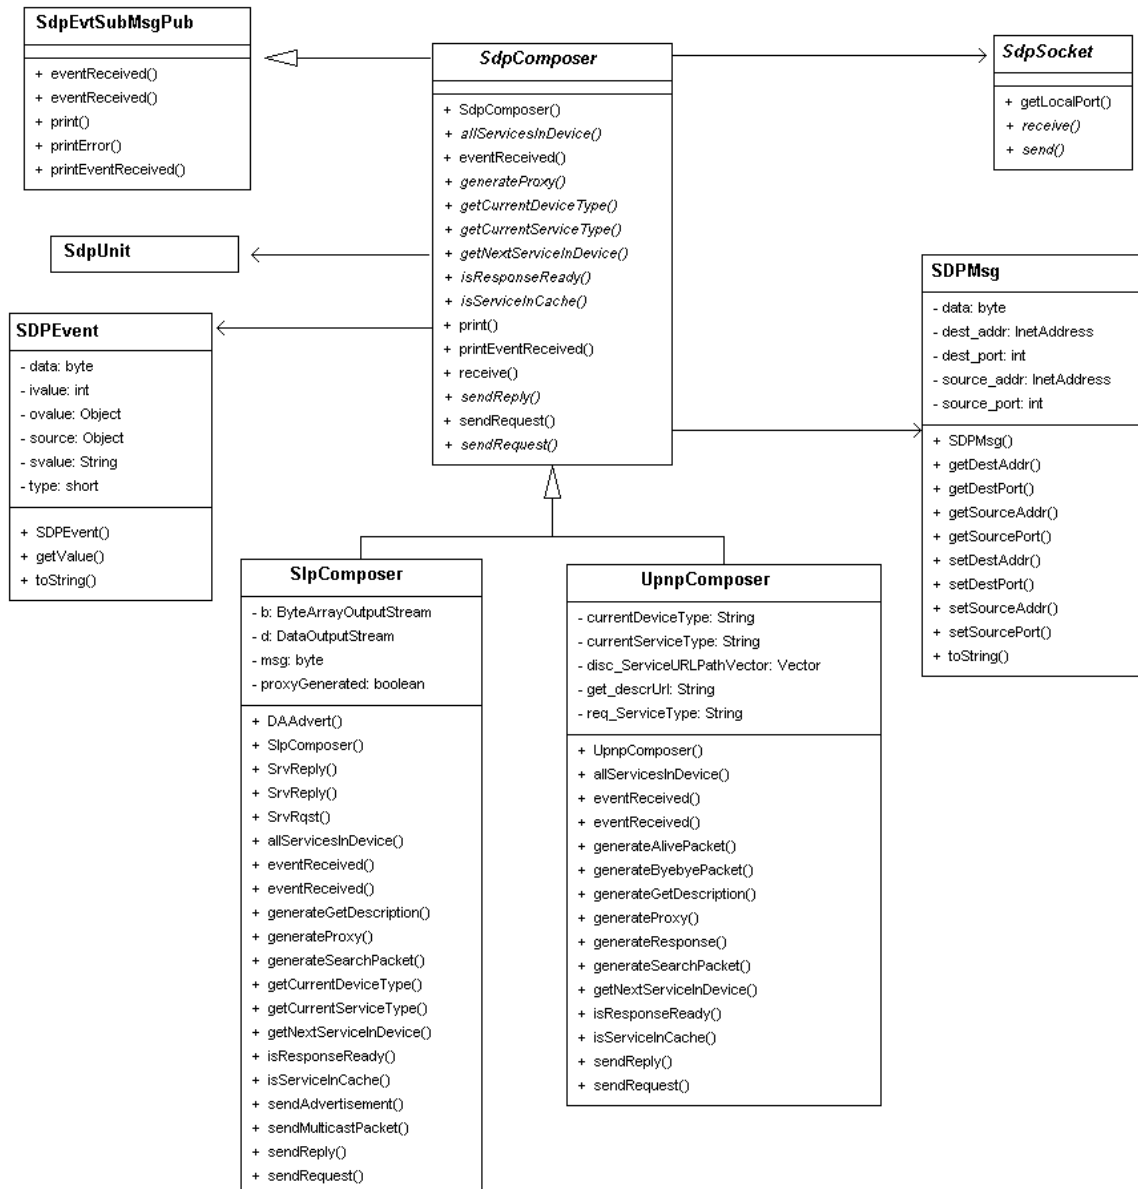 SdpEvtSubMsgPub
+ eventReceived()
+ eventReceived()
+ print()
+ printError()
+ printEventReceived()
SdpComposer
+ SdpComposer()
+ allServicesInDevice()
+ eventReceived()
+ generateProxy()
+ getCurrentDeviceType()
+ getCurrentServiceType()
+ getNextServiceInDevice()
+ isResponseReady()
+ isServiceInCache()
+ print()
+ printEventReceived()
+ receive()
+ sendReply()
+ sendRequest()
+ sendRequest()
SdpSocket
+ getLocalPort()
+ receive()
+ send()
SdpUnit
SDPEvent
- data: byte
- ivalue: int
- ovalue: Object
- source: Object
- svalue: String
- type: short
+ SDPEvent()
+ getValue()
+ toString()
SDPMsg
- data: byte
- dest_addr: InetAddress
- dest_port: int
- source_addr: InetAddress
- source_port: int
+ SDPMsg()
+ getDestAddr()
+ getDestPort()
+ getSourceAddr()
+ getSourcePort()
+ setDestAddr()
+ setDestPort()
+ setSourceAddr()
+ setSourcePort()
+ toString()
SlpComposer
- b: ByteArrayOutputStream
- d: DataOutputStream
- msg: byte
- proxyGenerated: boolean
+ DAAdvert()
+ SlpComposer()
+ SrvReply()
+ SrvReply()
+ SrvRqst()
+ allServicesInDevice()
+ eventReceived()
+ eventReceived()
+ generateGetDescription()
+ generateProxy()
+ generateSearchPacket()
+ getCurrentDeviceType()
+ getCurrentServiceType()
+ getNextServiceInDevice()
+ isResponseReady()
+ isServiceInCache()
+ sendAdvertisement()
+ sendMulticastPacket()
+ sendReply()
+ sendRequest()
UpnpComposer
- currentDeviceType: String
- currentServiceType: String
- disc_ServiceURLPathVector: Vector
- get_descrUrl: String
- req_ServiceType: String
+ UpnpComposer()
+ allServicesInDevice()
+ eventReceived()
+ eventReceived()
+ generateAlivePacket()
+ generateByebyePacket()
+ generateGetDescription()
+ generateProxy()
+ generateResponse()
+ generateSearchPacket()
+ getNextServiceInDevice()
+ isResponseReady()
+ isServiceInCache()
+ sendReply()
+ sendRequest()